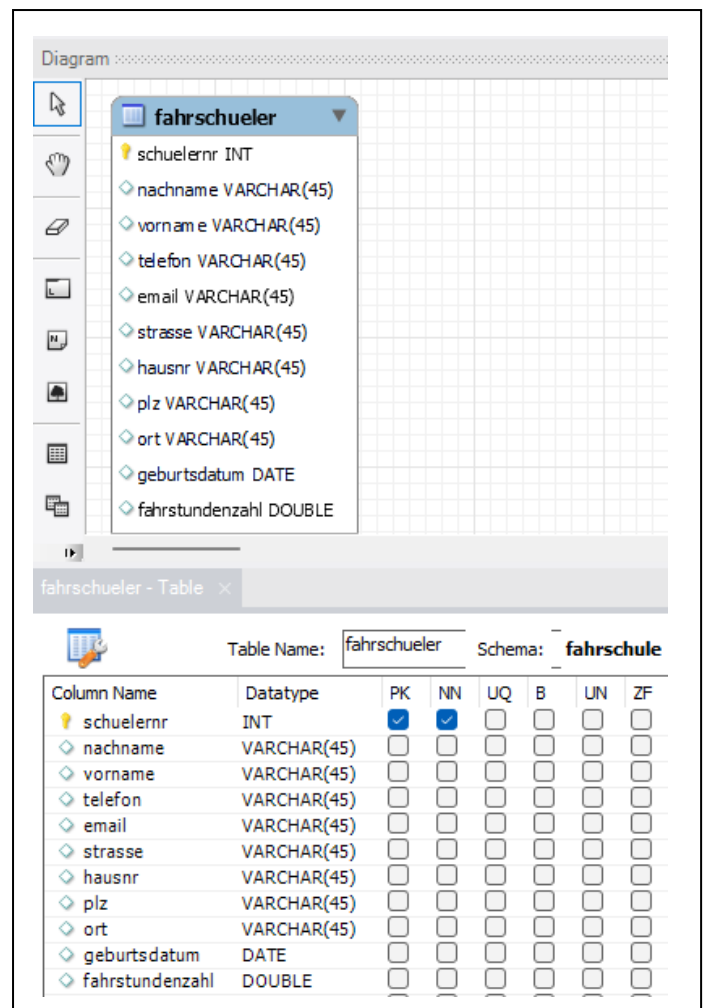 Diagram
fahrschueler
schuelernr INT
nachname VARCHAR(45)
vorname VARCHAR(45)
telefon VARCHAR(45)
email VARCHAR(45)
strasse VARCHAR(45)
hausnr VARCHAR(45)
plz VARCHAR(45)
ort VARCHAR(45)
geburtsdatum DATE
fahrstundenzahl DOUBLE
fahrschueler - Table ×
Table Name: fahrschueler Schema: fahrschule
Column Name Datatype PK NN UQ B UN ZF
schuelernr INT
nachname VARCHAR(45)
vorname VARCHAR(45)
telefon VARCHAR(45)
email VARCHAR(45)
strasse VARCHAR(45)
hausnr VARCHAR(45)
plz VARCHAR(45)
ort VARCHAR(45)
geburtsdatum DATE
fahrstundenzahl DOUBLE